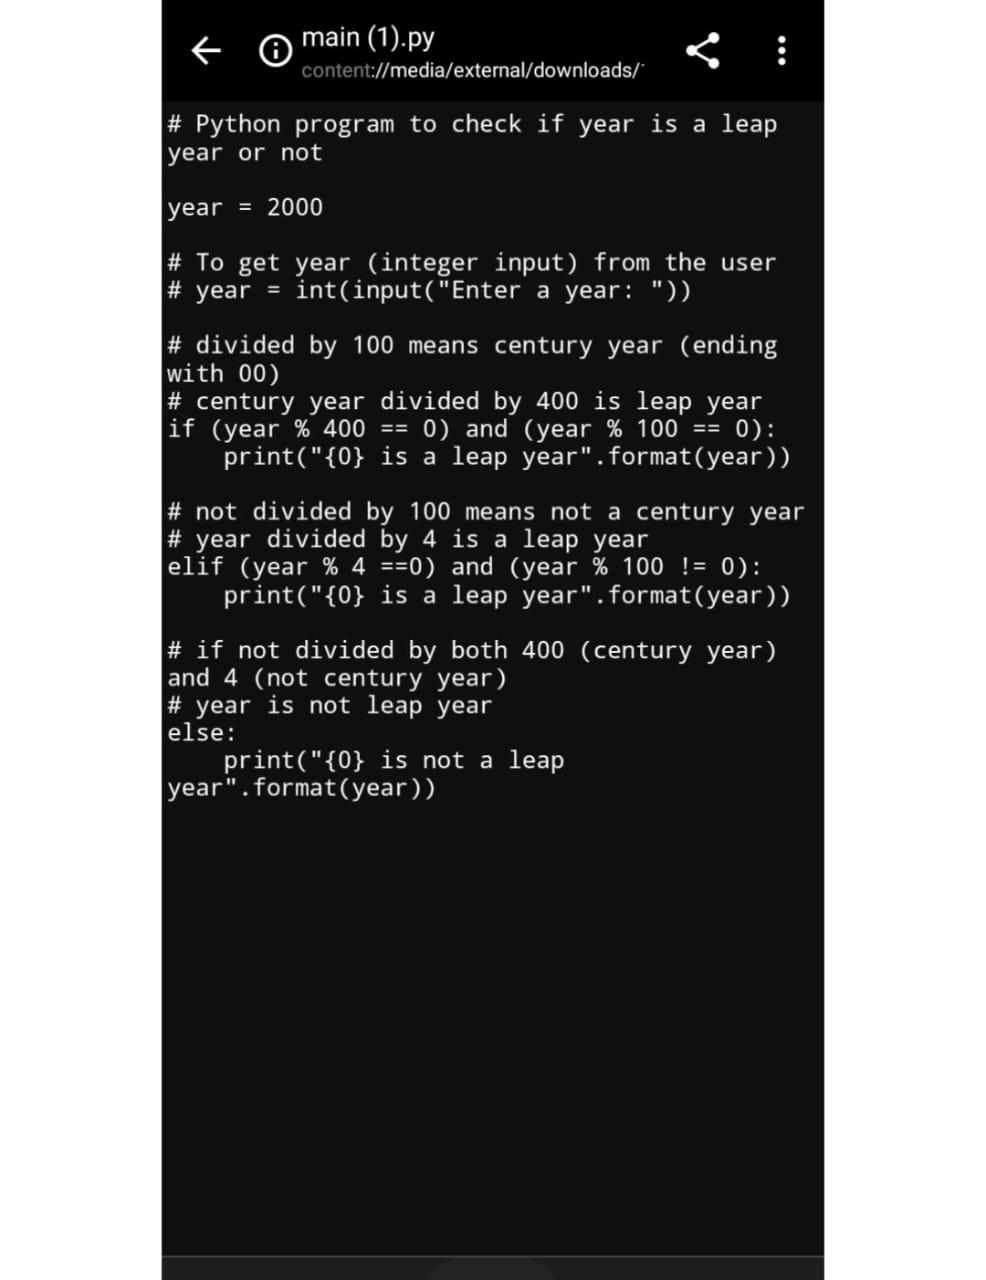 main (1).py
content://media/external/downloads/
# Python program to check if year is a leap
year or not
year = 2000
# To get year (integer input) from the user
# year = int(input("Enter a year: "))
# divided by 100 means century year (ending
with 00)
# century year divided by 400 is leap year
if (year % 400 == 0) and (year % 100 == 0):
    print("{0} is a leap year".format(year))
# not divided by 100 means not a century year
# year divided by 4 is a leap year
elif (year % 4 ==0) and (year % 100 != 0):
    print("{0} is a leap year".format(year))
# if not divided by both 400 (century year)
and 4 (not century year)
# year is not leap year
else:
    print("{0} is not a leap
year".format(year))